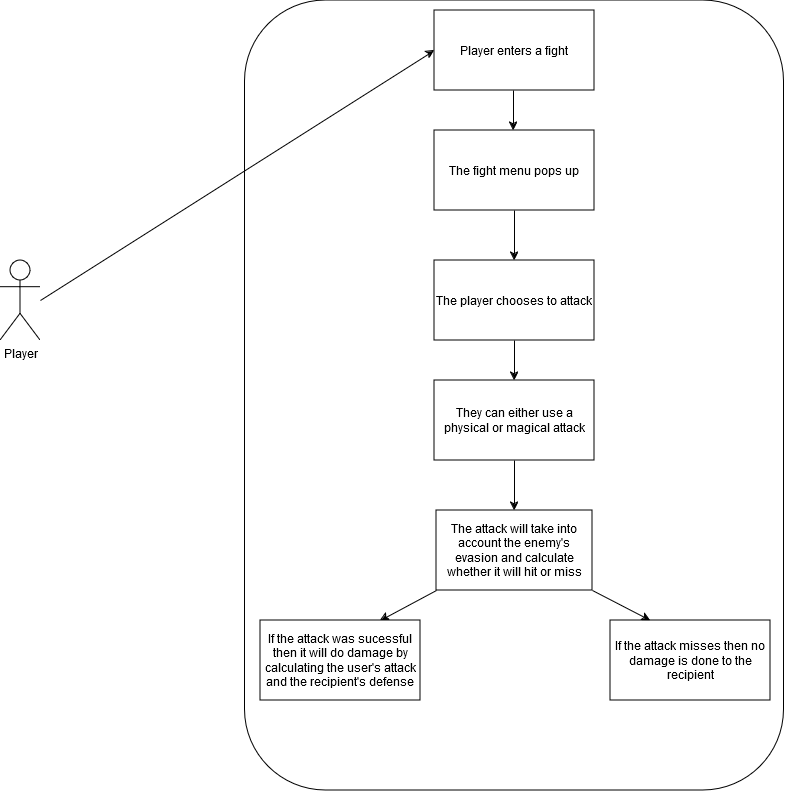 Player enters a fight
The fight menu pops up
The player chooses to attack
Player
They can either use a
physical or magical attack
The attack will take into
account the enemy's
evasion and calculate
whether it will hit or miss
If the attack was sucessful
then it will do damage by
calculating the user's attack
and the recipient's defense
If the attack misses then no
damage is done to the
recipient